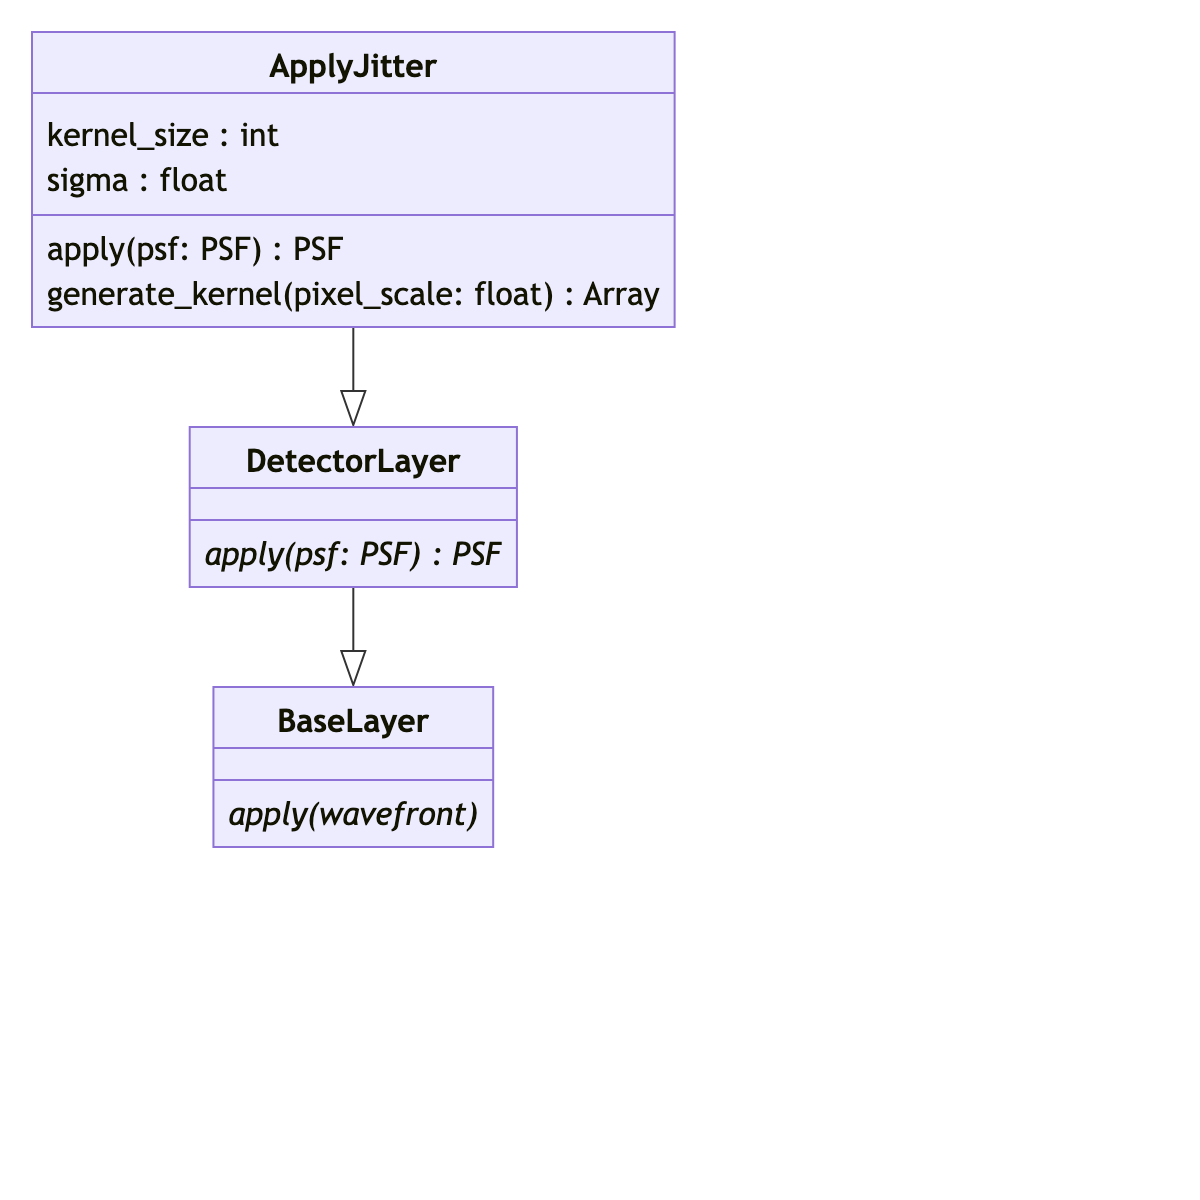 ApplyJitter
kernel_size : int
sigma : float
apply(psf: PSF) : PSF
generate_kernel(pixel_scale: float) : Array
DetectorLayer
apply(psf: PSF) : PSF
BaseLayer
apply(wavefront)